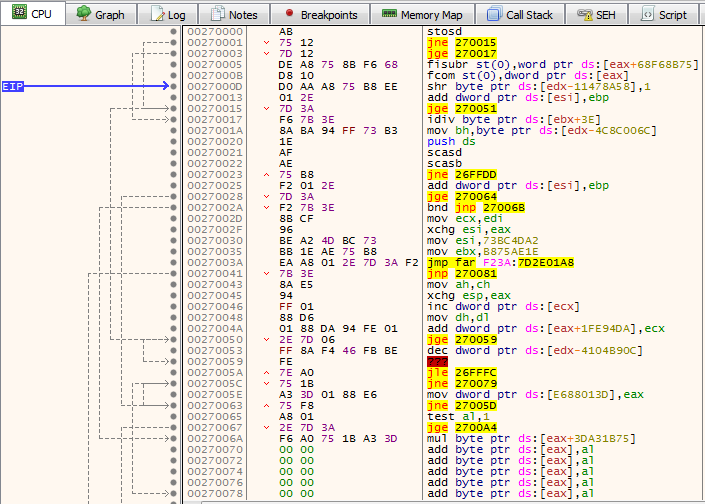 CPU Graph Log Notes Breakpoints Memory Map Call Stack SEH Script
00270000 AB stosd
00270001 75 12 jne 270015
00270003 7D 12 jge 270017
00270005 DE A8 75 8B F6 68 fisubr st(0),word ptr ds:[eax+68F68B75]
0027000B D8 10 fcom st(0),dword ptr ds:[eax]
EIP 0027000D D0 AA A8 75 B8 EE shr byte ptr ds:[edx-11478A58],1
00270013 01 2E add dword ptr ds:[esi],ebp
00270015 7D 3A jge 270051
00270017 F6 7B 3E idiv byte ptr ds:[ebx+3E]
0027001A 8A BA 94 FF 73 B3 mov bh,byte ptr ds:[edx-4C8C006C]
00270020 1E push ds
00270021 AF scasd
00270022 AE scasb
00270023 75 B8 jne 26FFDD
00270025 F2 01 2E add dword ptr ds:[esi],ebp
00270028 7D 3A jge 270064
0027002A F2 7B 3E bnd jnp 27006B
0027002D 8B CF mov ecx,edi
0027002F 96 xchg esi,eax
00270030 BE A2 4D BC 73 mov esi,73BC4DA2
00270035 BB 1E AE 75 B8 mov ebx,B875AE1E
0027003A EA A8 01 2E 7D 3A F2 jmp far F23A:7D2E01A8
00270041 7B 3E jnp 270081
00270043 8A E5 mov ah,ch
00270045 94 xchg esp,eax
00270046 FF 01 inc dword ptr ds:[ecx]
00270048 88 D6 mov dh,dl
0027004A 01 88 DA 94 FE 01 add dword ptr ds:[eax+1FE94DA],ecx
00270050 2E 7D 06 jge 270059
00270053 FF 8A F4 46 FB BE dec dword ptr ds:[edx-4104B90C]
00270059 FE ???
0027005A 7E A0 jle 26FFFC
0027005C 75 1B jne 270079
0027005E A3 3D 01 88 E6 mov dword ptr ds:[E688013D],eax
00270063 75 F8 jne 27005D
00270065 A8 01 test al,1
00270067 2E 7D 3A jge 2700A4
0027006A F6 A0 75 1B A3 3D mul byte ptr ds:[eax+3DA31B75]
00270070 00 00 add byte ptr ds:[eax],al
00270072 00 00 add byte ptr ds:[eax],al
00270074 00 00 add byte ptr ds:[eax],al
00270076 00 00 add byte ptr ds:[eax],al
00270078 00 00 add byte ptr ds:[eax],al